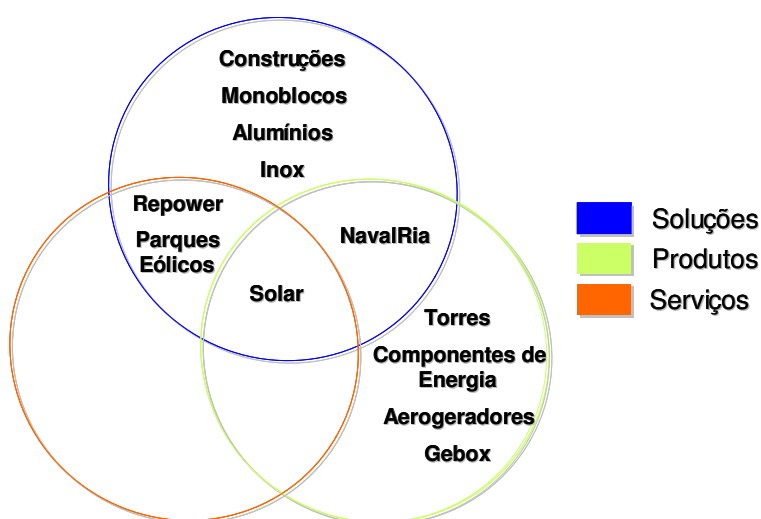 Construções
Monoblocos
Alumínios
Inox
Repower
Parques
Eólicos
NavalRia
Solar
Torres
Componentes de
Energia
Aerogeradores
Gebox
Soluções
Produtos
Serviços